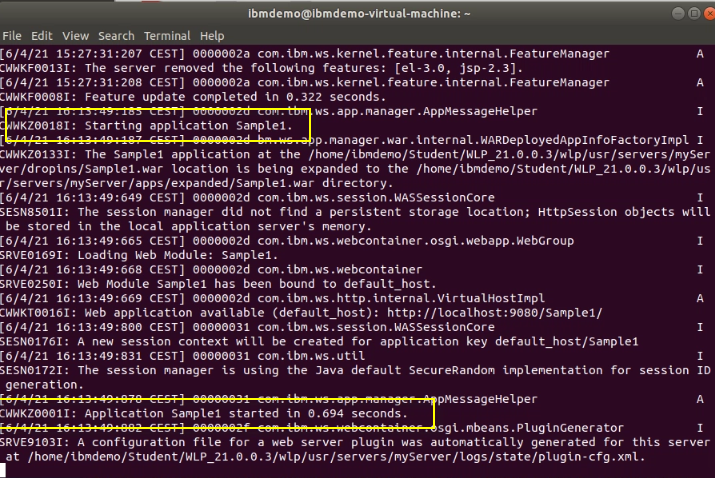 ibmdemo@ibmdemo-virtual-machine: ~
File Edit View Search Terminal Help
[6/4/21 15:27:31:207 CEST] 0000002a com.ibm.ws.kernel.feature.internal.FeatureManager A
CWWKF0013I: The server removed the following features: [el-3.0, jsp-2.3].
[6/4/21 15:27:31:208 CEST] 0000002a com.ibm.ws.kernel.feature.internal.FeatureManager A
CWWKF0008I: Feature update completed in 0.322 seconds.
[6/4/21 16:13:49:185 CEST] 0000002d com.ibm.ws.app.manager.AppMessageHelper I
CWWKZ0018I: Starting application Sample1.
[6/4/21 16:13:49:187 CEST] 0000002d bm.ws.app.manager.war.internal.WARDeployedAppInfoFactoryImpl I
CWWKZ0133I: The Sample1 application at the /home/ibmdemo/Student/WLP_21.0.0.3/wlp/usr/servers/mySer
ver/dropins/Sample1.war location is being expanded to the /home/ibmdemo/Student/WLP_21.0.0.3/wlp/us
r/servers/myServer/apps/expanded/Sample1.war directory.
[6/4/21 16:13:49:649 CEST] 0000002d com.ibm.ws.session.WASSessionCore I
SESN8501I: The session manager did not find a persistent storage location; HttpSession objects will
be stored in the local application server's memory.
[6/4/21 16:13:49:665 CEST] 0000002d com.ibm.ws.webcontainer.osgi.webapp.WebGroup I
SRVE0169I: Loading Web Module: Sample1.
[6/4/21 16:13:49:668 CEST] 0000002d com.ibm.ws.webcontainer I
SRVE0250I: Web Module Sample1 has been bound to default_host.
[6/4/21 16:13:49:669 CEST] 0000002d com.ibm.ws.http.internal.VirtualHostImpl A
CWWKT0016I: Web application available (default_host): http://localhost:9080/Sample1/
[6/4/21 16:13:49:800 CEST] 00000031 com.ibm.ws.session.WASSessionCore I
SESN0176I: A new session context will be created for application key default_host/Sample1
[6/4/21 16:13:49:831 CEST] 00000031 com.ibm.ws.util I
SESN0172I: The session manager is using the Java default SecureRandom implementation for session ID
generation.
[6/4/21 16:13:49:878 CEST] 00000031 com.ibm.ws.app.manager.AppMessageHelper A
CWWKZ0001I: Application Sample1 started in 0.694 seconds.
[6/4/21 16:13:49:882 CEST] 0000002f com.ibm.ws.webcontainer.osgi.mbeans.PluginGenerator I
SRVE9103I: A configuration file for a web server plugin was automatically generated for this server
at /home/ibmdemo/Student/WLP_21.0.0.3/wlp/usr/servers/myServer/logs/state/plugin-cfg.xml.